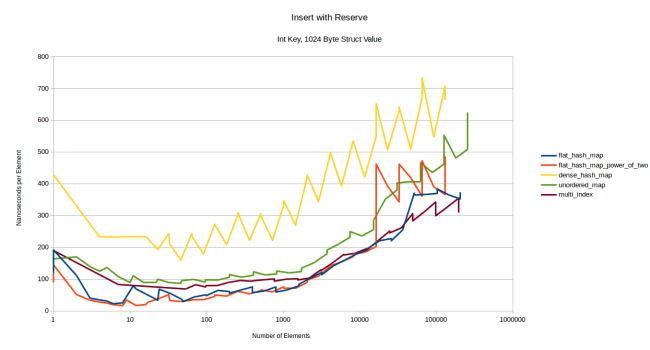 Insert with Reserve
Int Key, 1024 Byte Struct Value
Nanoseconds per Element
800
700
600
500
400
300
200
100
0
1
10
100
1000
10000
100000
1000000
Number of Elements
flat_hash_map
flat_hash_map_power_of_two
dense_hash_map
unordered_map
multi_index